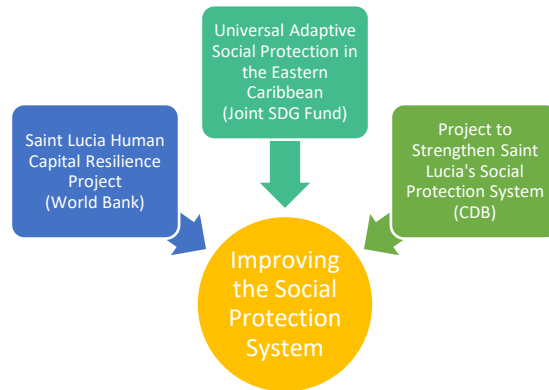 Universal Adaptive
Social Protection in
the Eastern
Caribbean
(Joint SDG Fund)
Saint Lucia Human
Capital Resilience
Project
(World Bank)
Project to
Strengthen Saint
Lucia's Social
Protection System
(CDB)
Improving
the Social
Protection
System